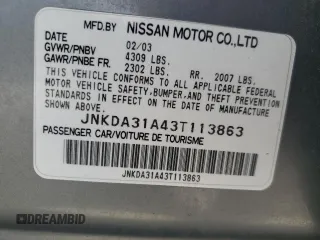 MFD.BY NISSAN MOTOR CO.,LTD
DATE 02/03
GVWR/PNBV 4309 LBS.
GAWR/PNBE FR. 2302 LBS. RR. 2007 LBS.
THIS VEHICLE CONFORMS TO ALL APPLICABLE FEDERAL
MOTOR VEHICLE SAFETY,BUMPER,AND THEFT PREVENTION
STANDARDS IN EFFECT ON THE DATE OF MANUFACTURE
SHOWN ABOVE.
JNKDA31A43T113863
PASSENGER CAR/VOITURE DE TOURISME
JNKDA31A43T113863
DREAMBID